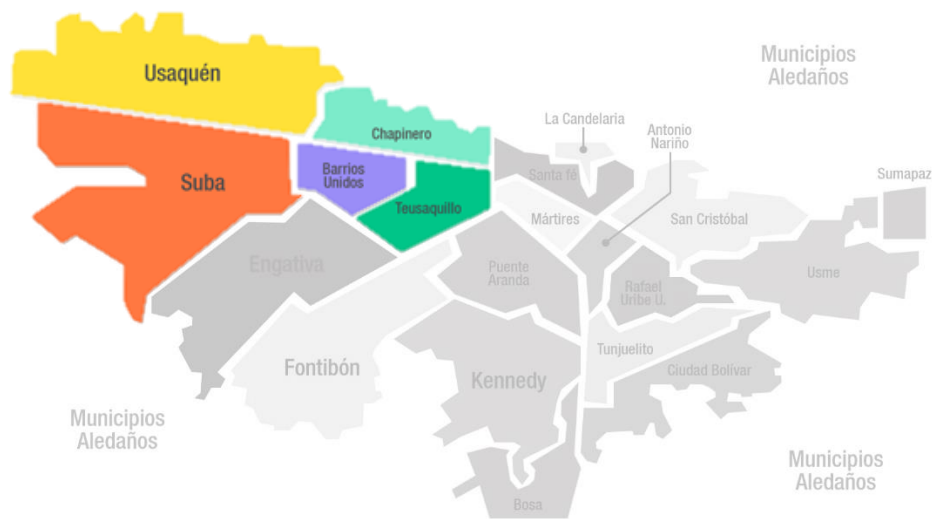 Municipios
Aledaños
Usaquén
La Candelaria
Antonio
Nariño
Chapinero
Barrios
Unidos
Santa fé
Sumapaz
Suba
Teusaquillo
Mártires
San Cristóbal
Engativa
Puente
Aranda
Rafael
Uribe U.
Usme
Fontibón
Kennedy
Tunjuelito
Ciudad Bolívar
Municipios
Aledaños
Municipios
Aledaños
Bosa